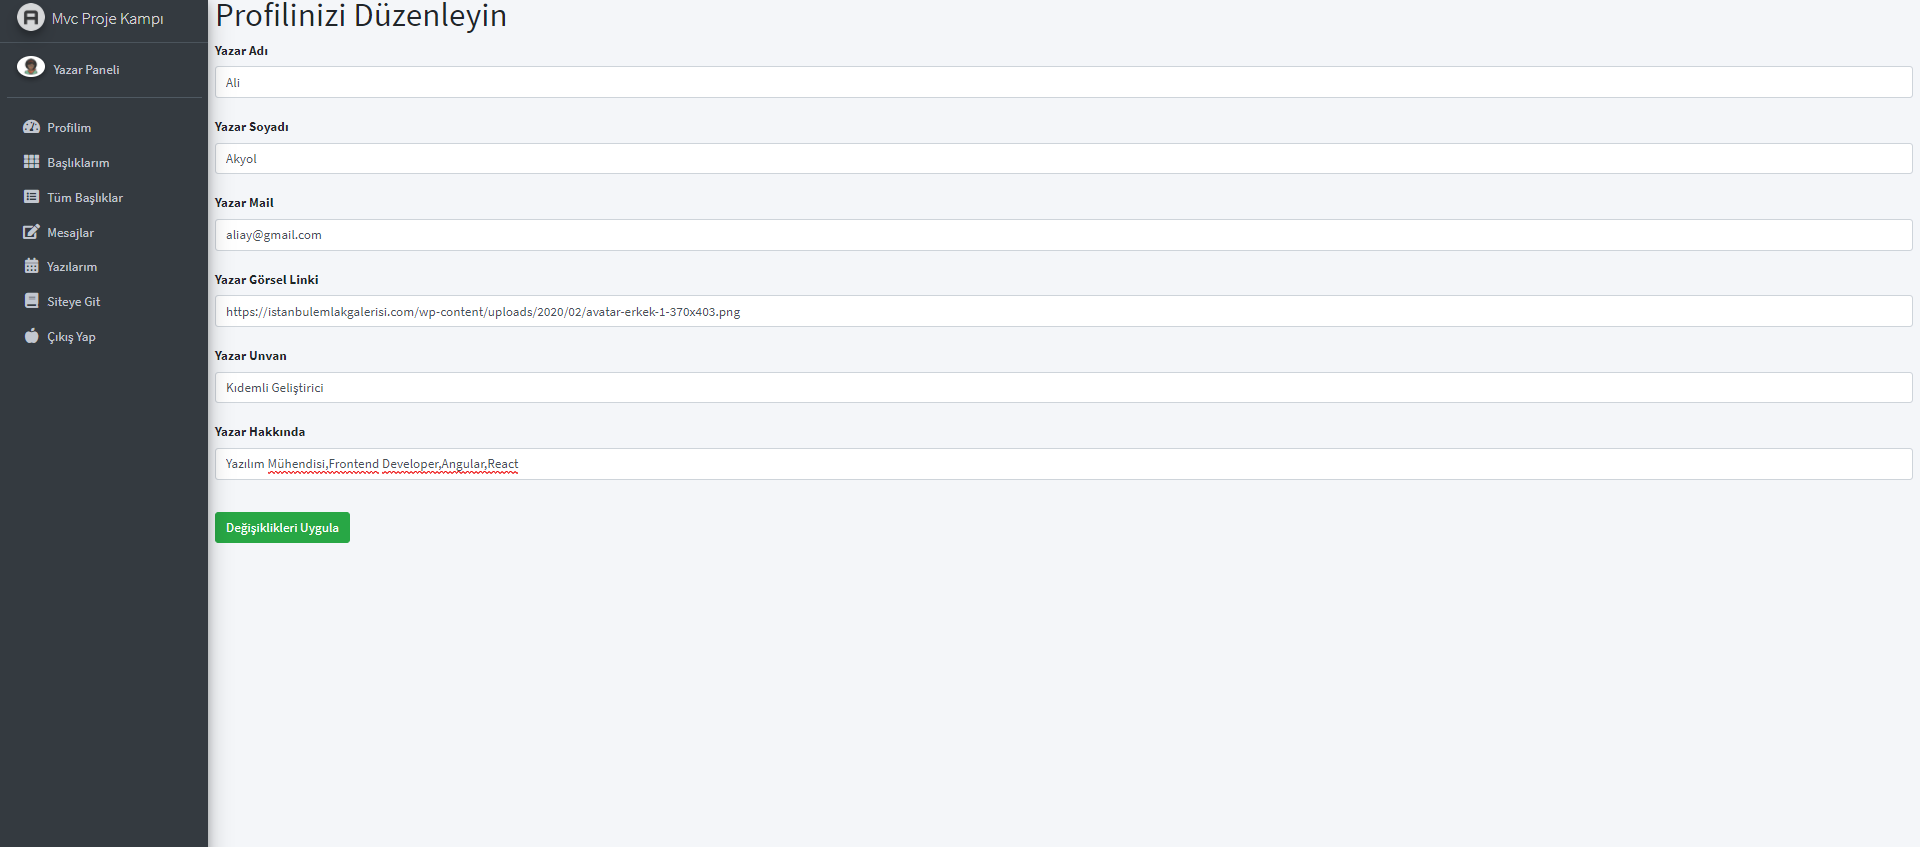 Mvc Proje Kampı
Yazar Paneli
Profilim
Başlıklarım
Tüm Başlıklar
Mesajlar
Yazılarım
Siteye Git
Çıkış Yap
Profilinizi Düzenleyin
Yazar Adı
Ali
Yazar Soyadı
Akyol
Yazar Mail
aliay@gmail.com
Yazar Görsel Linki
https://istanbulemlakgalerisi.com/wp-content/uploads/2020/02/avatar-erkek-1-370x403.png
Yazar Unvan
Kıdemli Geliştirici
Yazar Hakkında
Yazılım Mühendisi,Frontend Developer,Angular,React
Değişiklikleri Uygula